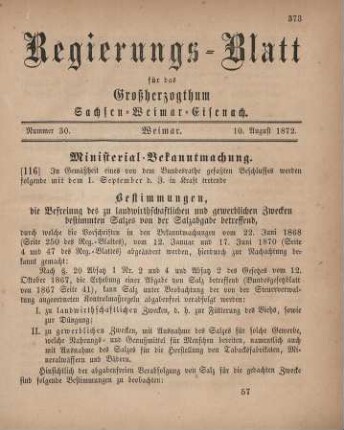 373
Regierungs-Blatt
für das
Großherzogthum
Sachsen-Weimar-Eisenach.
Nummer 30. Weimar. 10. August 1872.
Ministerial-Bekanntmachung.
[116] In Gemäßheit eines von dem Bundesrathe gefaßten Beschlusses werden
folgende mit dem 1. September d. J. in Kraft tretende
Bestimmungen,
die Befreiung des zu landwirthschaftlichen und gewerblichen Zwecken
bestimmten Salzes von der Salzabgabe betreffend,
durch welche die Vorschriften in den Bekanntmachungen vom 22. Juni 1868
(Seite 250 des Reg.-Blattes), vom 12. Januar und 17. Juni 1870 (Seite
4 und 47 des Reg.-Blattes) abgeändert werden, hierdurch zur Nachachtung be-
kannt gemacht:
Nach §. 20 Absatz 1 Nr. 2 und 4 und Absatz 2 des Gesetzes vom 12.
Oktober 1867, die Erhebung einer Abgabe von Salz betreffend (Bundesgesetzblatt
von 1867 Seite 41), kann Salz unter Beobachtung der von der Steuerverwal-
tung angeordneten Kontrolmaßregeln abgabenfrei verabfolgt werden:
I. zu landwirthschaftlichen Zwecken, d. h. zur Fütterung des Viehs, sowie
zur Düngung;
II. zu gewerblichen Zwecken, mit Ausnahme des Salzes für solche Gewerbe,
welche Nahrungs- und Genußmittel für Menschen bereiten, namentlich auch
mit Ausnahme des Salzes für die Herstellung von Tabacksfabrikaten, Mi-
neralwässern und Bädern.
Hinsichtlich der abgabenfreien Verabfolgung von Salz für die gedachten Zwecke
sind folgende Bestimmungen zu beobachten:
57